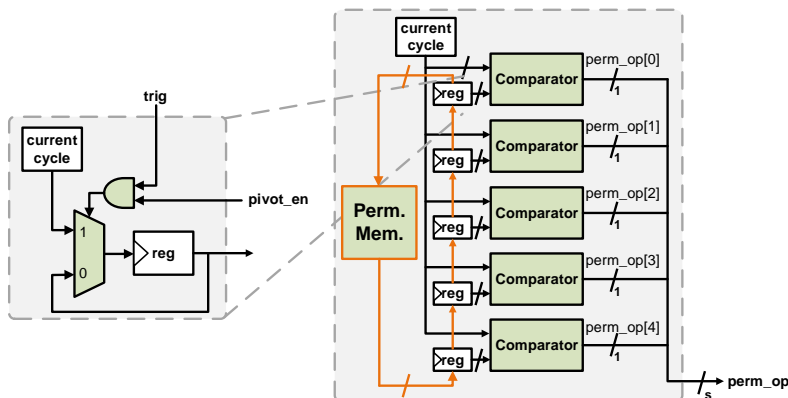 trig
current
cycle
pivot_en
1
0
reg
current
cycle
perm_op[0]
Comparator
1
reg
perm_op[1]
Comparator
1
reg
Perm.
Mem.
perm_op[2]
Comparator
1
reg
perm_op[3]
Comparator
1
reg
perm_op[4]
Comparator
1
reg
perm_op
s